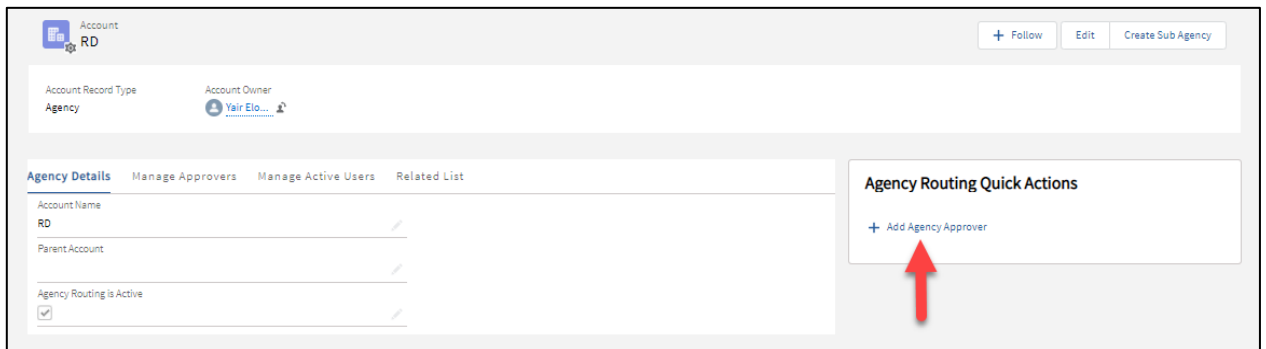 Account
RD
+ Follow
Edit
Create Sub Agency
Account Record Type
Account Owner
Agency
Yair Elo...
Agency Details
Manage Approvers
Manage Active Users
Related List
Agency Routing Quick Actions
Account Name
RD
+ Add Agency Approver
Parent Account
Agency Routing is Active